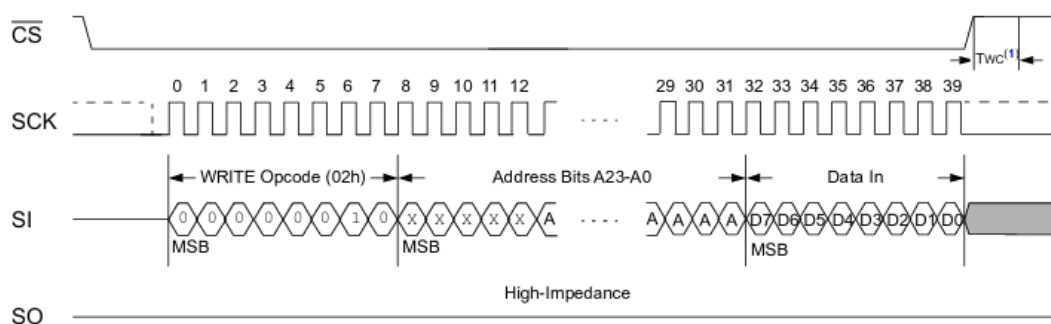 CS
TWC(1)
0 1 2 3 4 5 6 7 8 9 10 11 12 29 30 31 32 33 34 35 36 37 38 39
SCK
WRITE Opcode (02h) Address Bits A23-A0 Data In
SI 0 0 0 0 0 0 1 0 X X X X X A A A A A D7 D6 D5 D4 D3 D2 D1 D0
MSB MSB MSB
High-Impedance
SO